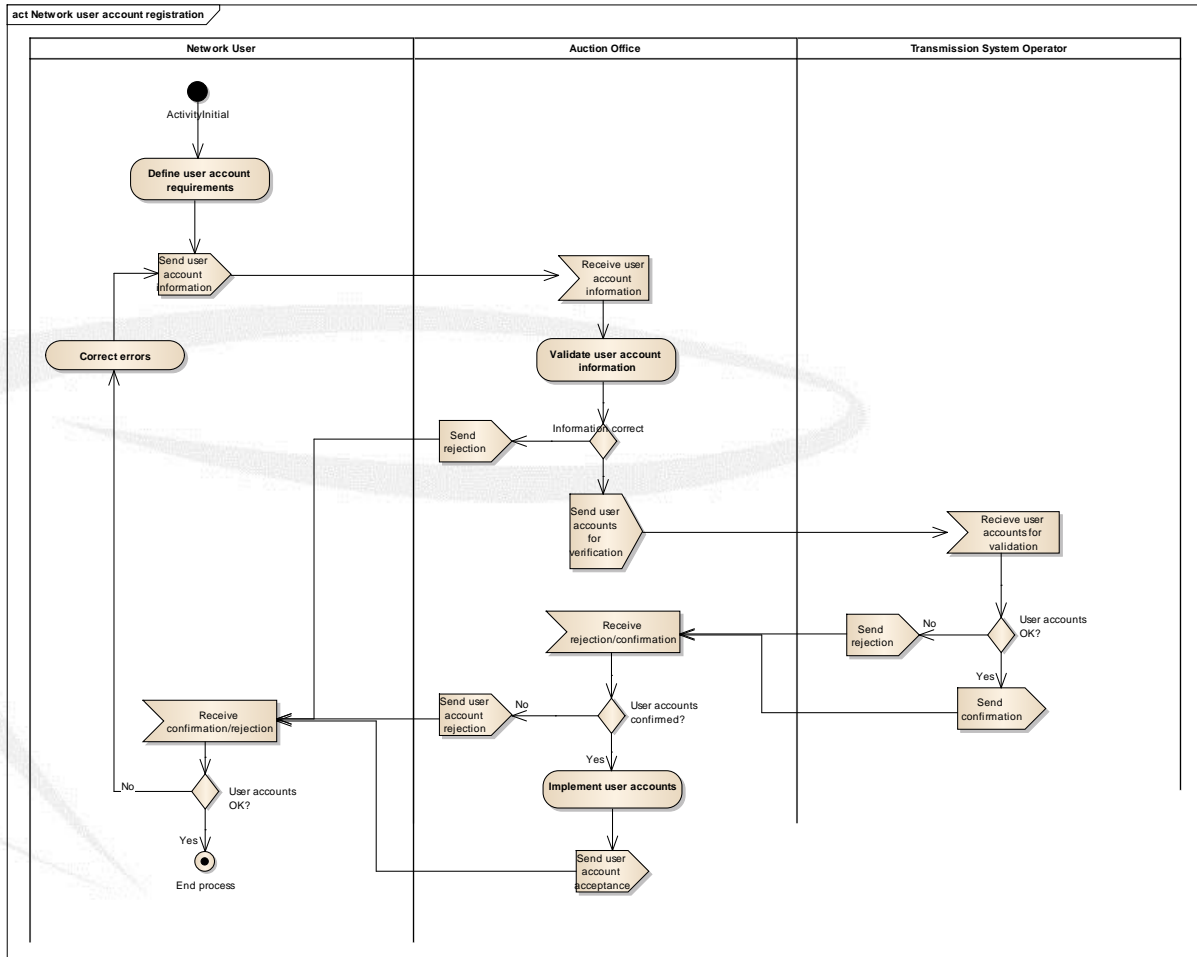 act Network user account registration
Network User
Auction Office
Transmission System Operator
ActivityInitial
Define user account
requirements
Send user
account
information
Receive user
account
information
Correct errors
Validate user account
information
Information correct
Send
rejection
Send user
accounts
for
verification
Recieve user
accounts for
validation
User accounts
OK?
No
Send
rejection
Receive
rejection/confirmation
Yes
Send
confirmation
User accounts
confirmed?
No
Send user
account
rejection
Receive
confirmation/rejection
Yes
Implement user accounts
No
User accounts
OK?
Yes
End process
Send user
account
acceptance